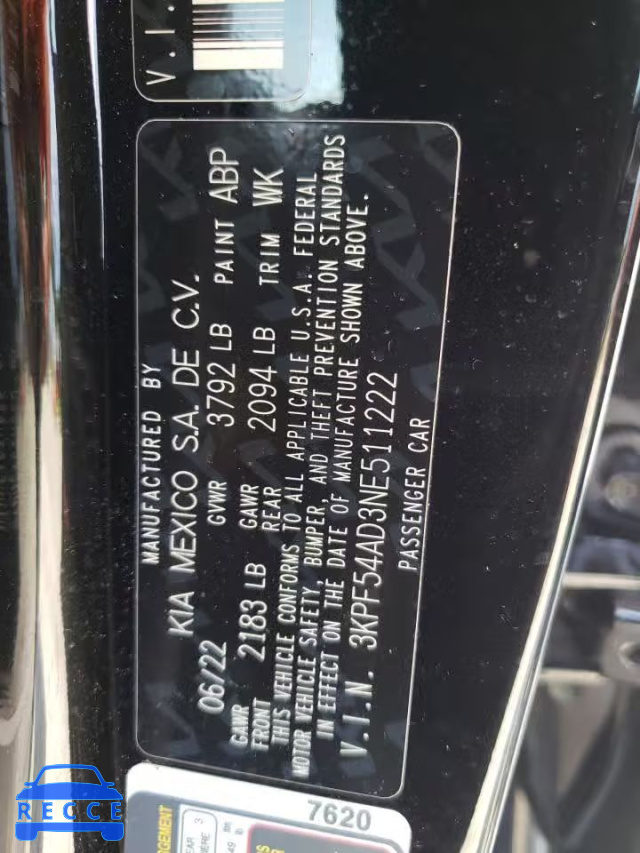 V.I.
MANUFACTURED BY
KIA MEXICO S.A. DE C.V.
06/22 GVWR 3792 LB PAINT ABP
GAWR FRONT 2183 LB GAWR REAR 2094 LB TRIM WK
THIS VEHICLE CONFORMS TO ALL APPLICABLE U.S.A. FEDERAL
MOTOR VEHICLE SAFETY, BUMPER, AND THEFT PREVENTION STANDARDS
IN EFFECT ON THE DATE OF MANUFACTURE SHOWN ABOVE.
V.I.N. 3KPF54AD3NE511222
PASSENGER CAR
7620
3
49
RECCE